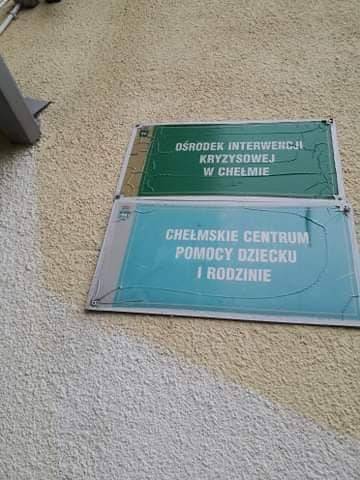 OŚRODEK INTERWENCJI
KRYZYSOWEJ
W CHEŁMIE
CHEŁMSKIE CENTRUM
POMOCY DZIECKU
I RODZINIE